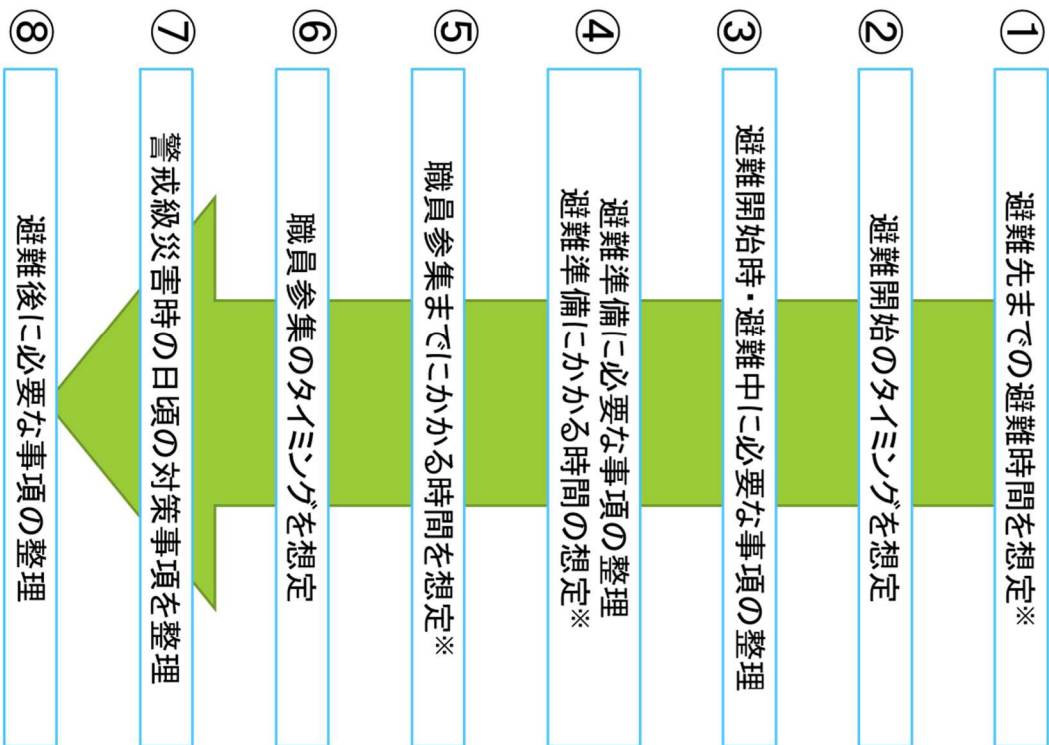 ① 避難先までの避難時間を想定※
② 避難開始のタイミングを想定
③ 避難開始時・避難中に必要な事項の整理
④ 避難準備に必要な事項の整理
避難準備にかかる時間の想定※
⑤ 職員参集までにかかる時間を想定※
⑥ 職員参集のタイミングを想定
⑦ 警戒級災害時の日頃の対策事項を整理
⑧ 避難後に必要な事項の整理